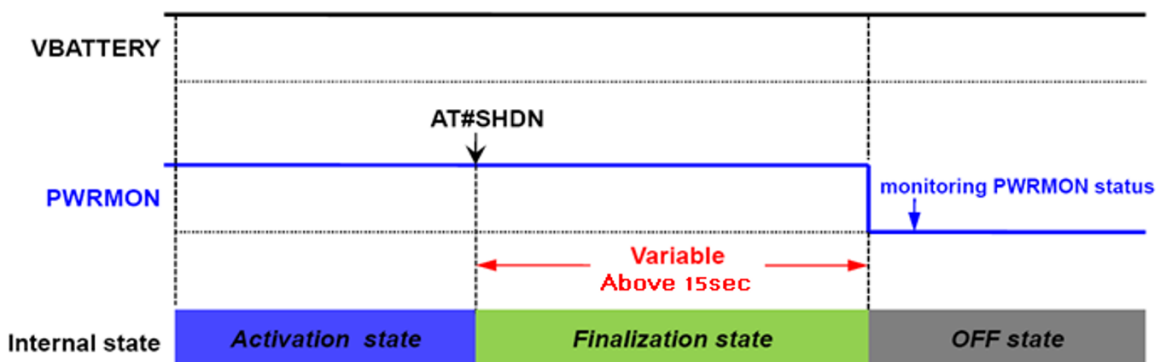 VBATTERY
AT#SHDN
PWRMON
monitoring PWRMON status
Variable
Above 15sec
Internal state
Activation state
Finalization state
OFF state